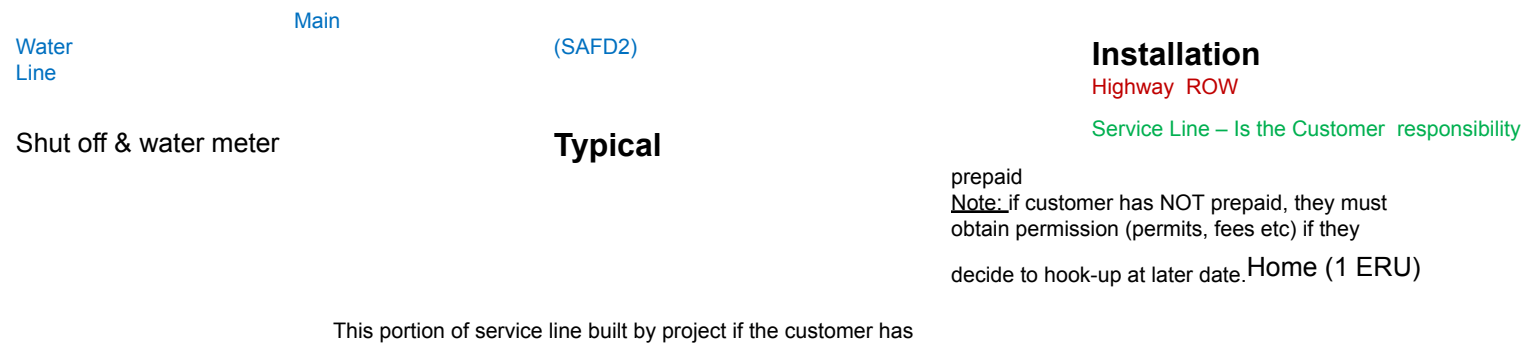 Main
Water
Line
(SAFD2)
Installation
Highway ROW
Service Line – Is the Customer responsibility
Shut off & water meter
Typical
prepaid
Note: if customer has NOT prepaid, they must
obtain permission (permits, fees etc) if they
decide to hook-up at later date.Home (1 ERU)
This portion of service line built by project if the customer has